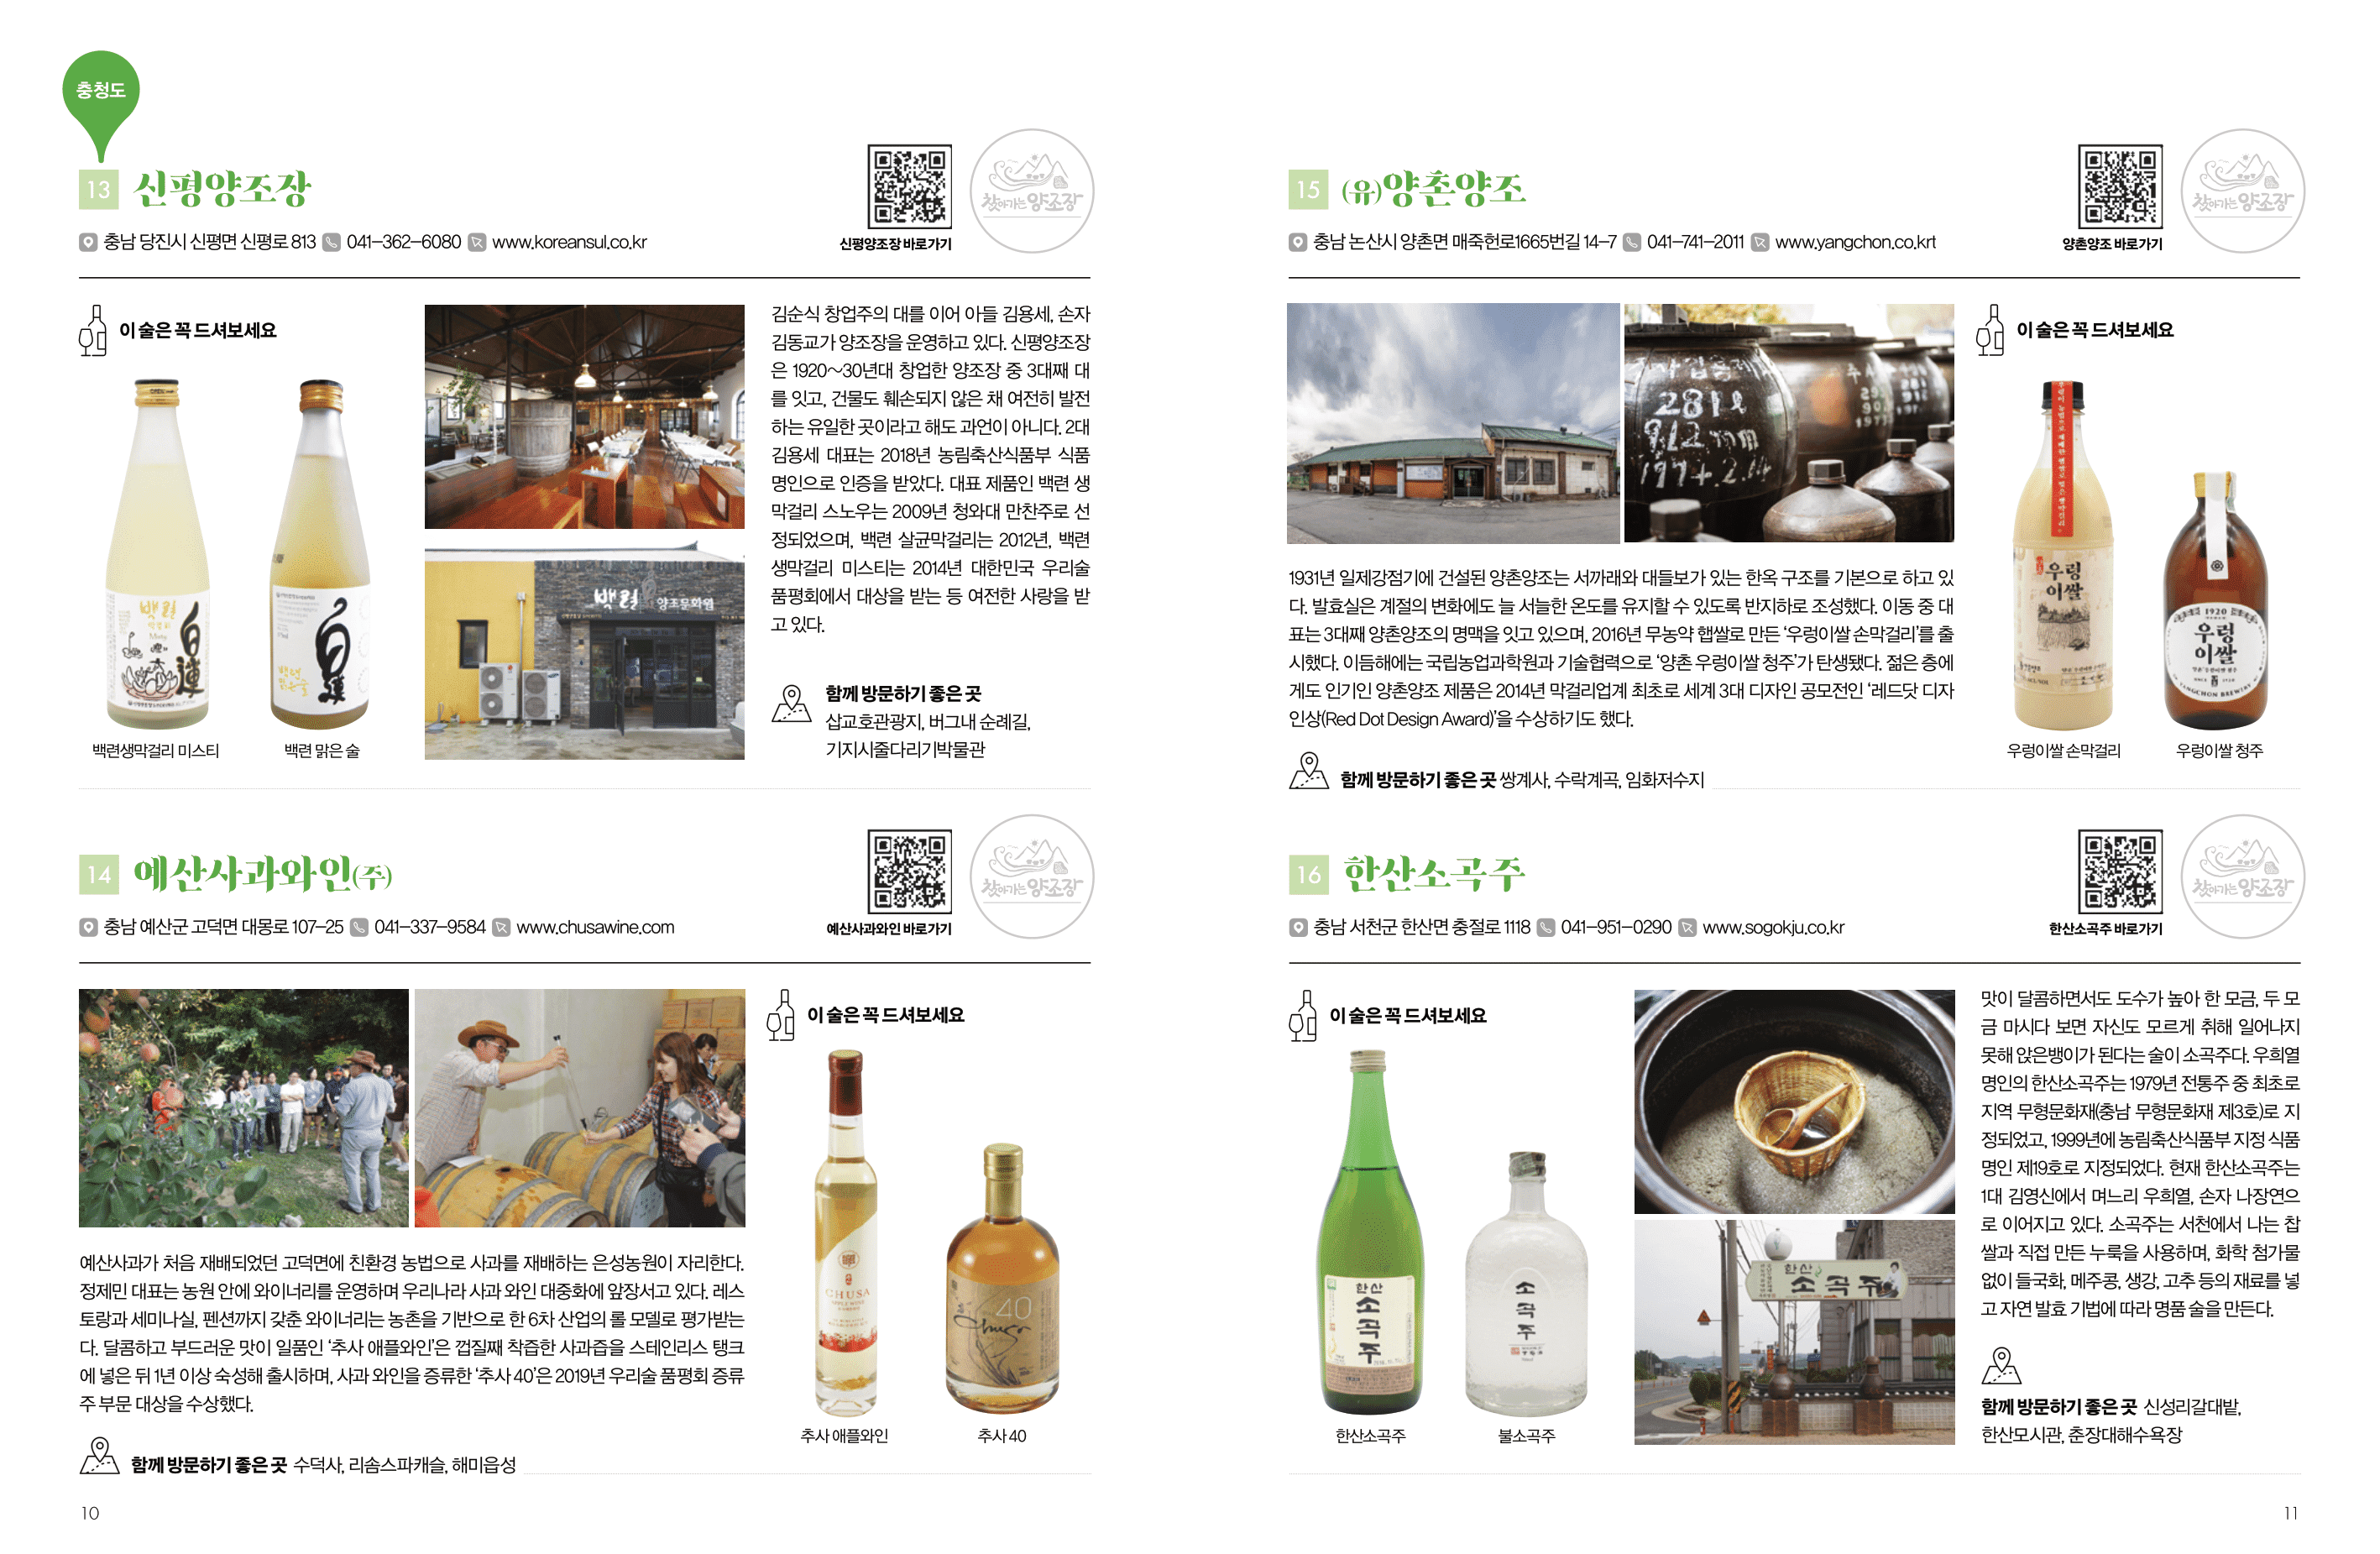 충청도
13 신평양조장
충남 당진시 신평면 신평로 813 041-362-6080 www.koreansul.co.kr
신평양조장 바로가기
찾아가는 양조장
이 술은 꼭 드셔보세요
백련
막걸리
Misty
白蓮
백련
맑은술
白蓮
백련생막걸리 미스티
백련 맑은 술
백련 양조문화원
김순식 창업주의 대를 이어 아들 김용세, 손자
김동교가 양조장을 운영하고 있다. 신평양조장
은 1920~30년대 창업한 양조장 중 3대째 대
를 잇고, 건물도 훼손되지 않은 채 여전히 발전
하는 유일한 곳이라고 해도 과언이 아니다. 2대
김용세 대표는 2018년 농림축산식품부 식품
명인으로 인증을 받았다. 대표 제품인 백련 생
막걸리 스노우는 2009년 청와대 만찬주로 선
정되었으며, 백련 살균막걸리는 2012년, 백련
생막걸리 미스티는 2014년 대한민국 우리술
품평회에서 대상을 받는 등 여전한 사랑을 받
고 있다.
함께 방문하기 좋은 곳
삽교호관광지, 버그내 순례길,
기지시줄다리기박물관
14 예산사과와인(주)
충남 예산군 고덕면 대몽로 107-25 041-337-9584 www.chusawine.com
예산사과와인 바로가기
찾아가는 양조장
이 술은 꼭 드셔보세요
CHUSA
40
Chusa
추사 애플와인
추사 40
예산사과가 처음 재배되었던 고덕면에 친환경 농법으로 사과를 재배하는 은성농원이 자리한다.
정제민 대표는 농원 안에 와이너리를 운영하며 우리나라 사과 와인 대중화에 앞장서고 있다. 레스
토랑과 세미나실, 펜션까지 갖춘 와이너리는 농촌을 기반으로 한 6차 산업의 롤 모델로 평가받는
다. 달콤하고 부드러운 맛이 일품인 ‘추사 애플와인’은 껍질째 착즙한 사과즙을 스테인리스 탱크
에 넣은 뒤 1년 이상 숙성해 출시하며, 사과 와인을 증류한 ‘추사 40’은 2019년 우리술 품평회 증류
주 부문 대상을 수상했다.
함께 방문하기 좋은 곳 수덕사, 리솜스파캐슬, 해미읍성
10
15 (유)양촌양조
충남 논산시 양촌면 매죽헌로1665번길 14-7 041-741-2011 www.yangchon.co.krt
양촌양조 바로가기
찾아가는 양조장
281ℓ
912mm
이 술은 꼭 드셔보세요
우렁
이쌀
1920
우렁
이쌀
YANGCHON BREWERY
우렁이쌀 손막걸리
우렁이쌀 청주
1931년 일제강점기에 건설된 양촌양조는 서까래와 대들보가 있는 한옥 구조를 기본으로 하고 있
다. 발효실은 계절의 변화에도 늘 서늘한 온도를 유지할 수 있도록 반지하로 조성했다. 이동 중 대
표는 3대째 양촌양조의 명맥을 잇고 있으며, 2016년 무농약 햅쌀로 만든 ‘우렁이쌀 손막걸리’를 출
시했다. 이듬해에는 국립농업과학원과 기술협력으로 ‘양촌 우렁이쌀 청주’가 탄생됐다. 젊은 층에
게도 인기인 양촌양조 제품은 2014년 막걸리업계 최초로 세계 3대 디자인 공모전인 ‘레드닷 디자
인상(Red Dot Design Award)’을 수상하기도 했다.
함께 방문하기 좋은 곳 쌍계사, 수락계곡, 임화저수지
16 한산소곡주
충남 서천군 한산면 충절로 1118 041-951-0290 www.sogokju.co.kr
한산소곡주 바로가기
찾아가는 양조장
이 술은 꼭 드셔보세요
한산
소곡주
소곡주
한산소곡주
불소곡주
한산
소곡주
맛이 달콤하면서도 도수가 높아 한 모금, 두 모
금 마시다 보면 자신도 모르게 취해 일어나지
못해 앉은뱅이가 된다는 술이 소곡주다. 우희열
명인의 한산소곡주는 1979년 전통주 중 최초로
지역 무형문화재(충남 무형문화재 제3호)로 지
정되었고, 1999년에 농림축산식품부 지정 식품
명인 제19호로 지정되었다. 현재 한산소곡주는
1대 김영신에서 며느리 우희열, 손자 나장연으
로 이어지고 있다. 소곡주는 서천에서 나는 찹
쌀과 직접 만든 누룩을 사용하며, 화학 첨가물
없이 들국화, 메주콩, 생강, 고추 등의 재료를 넣
고 자연 발효 기법에 따라 명품 술을 만든다.
함께 방문하기 좋은 곳 신성리갈대밭,
한산모시관, 춘장대해수욕장
11